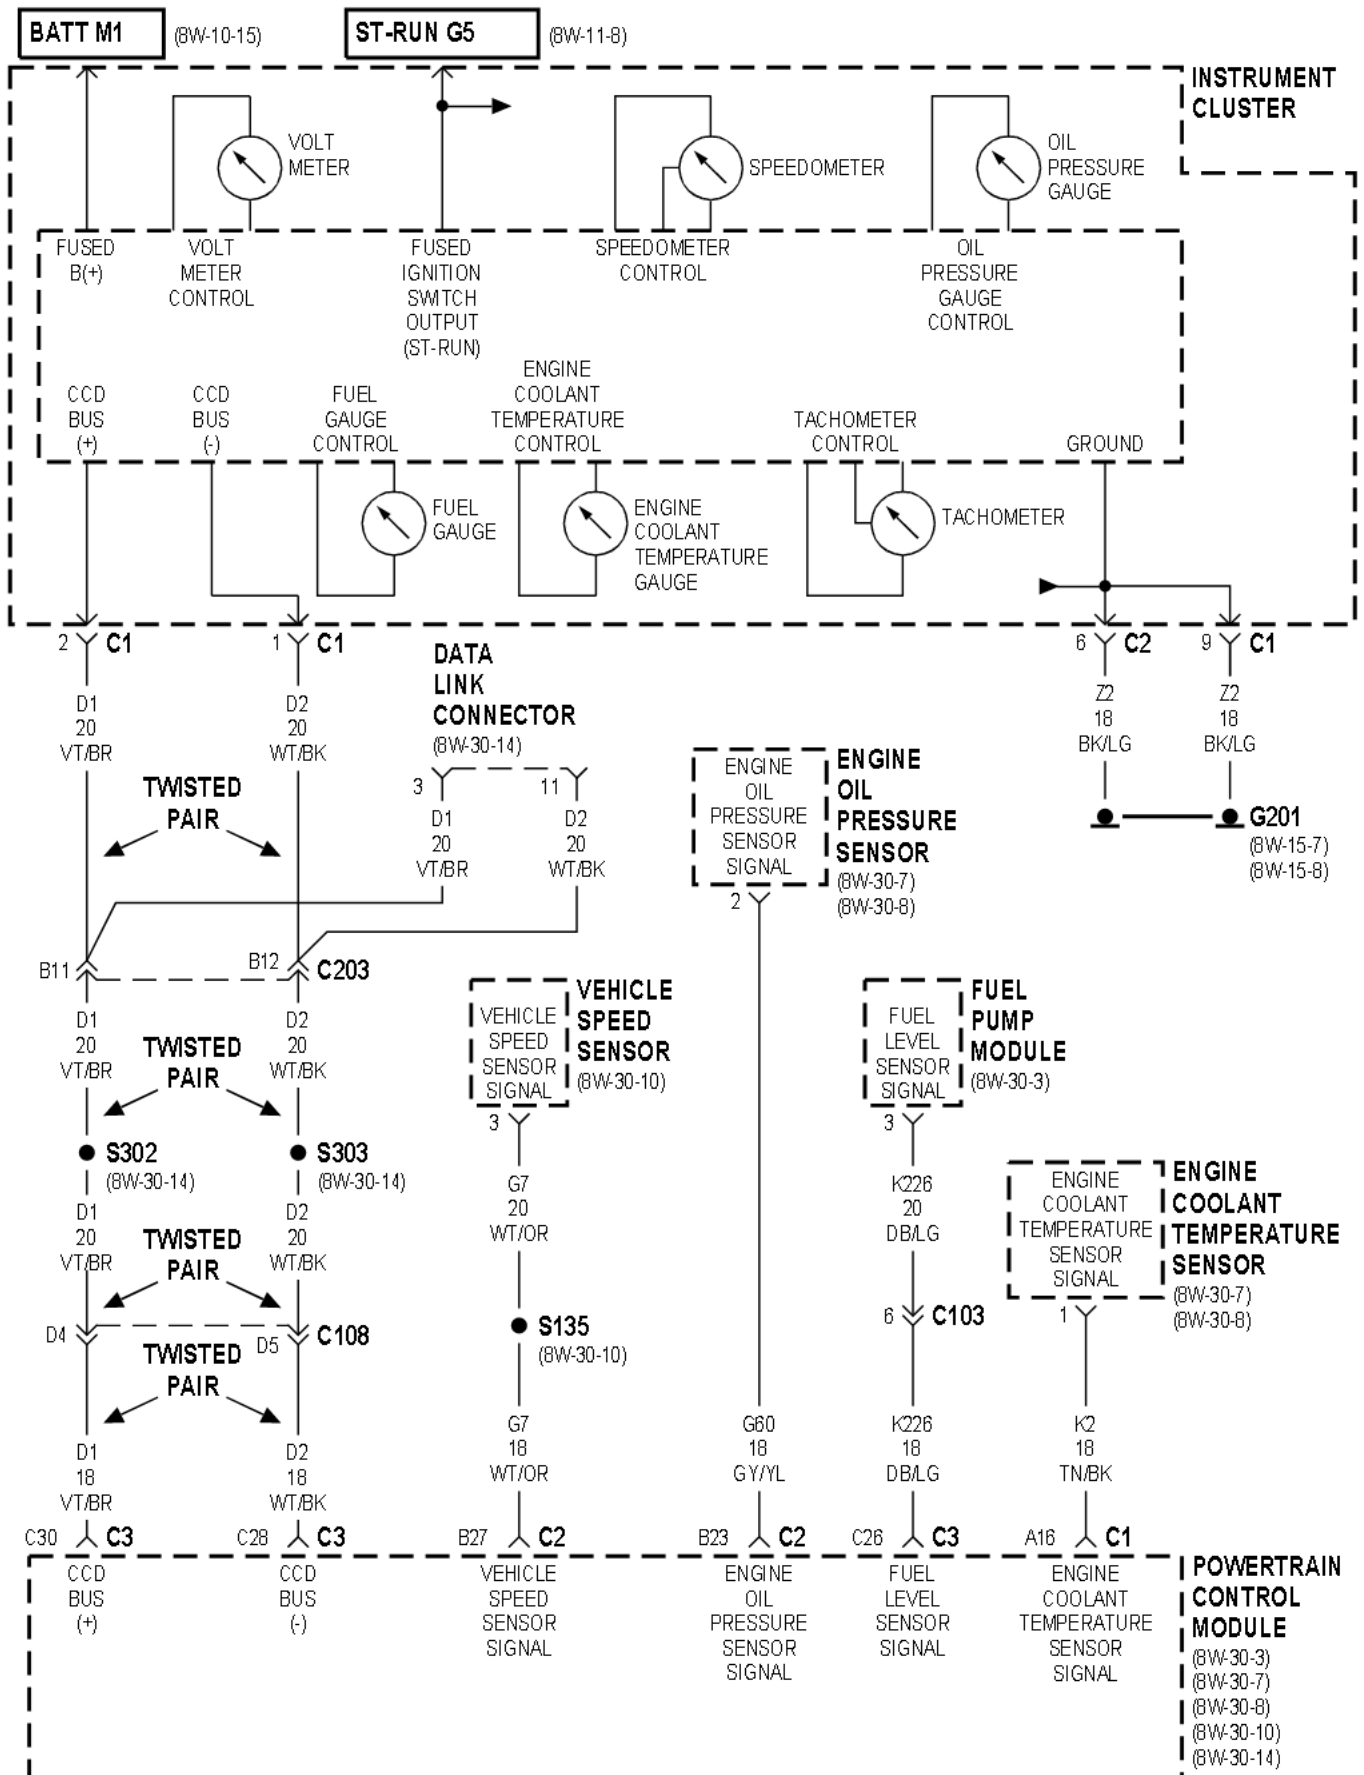 BATT M1
(8W-10-15)
ST-RUN G5
(8W-11-8)
INSTRUMENT
CLUSTER
VOLT
METER
SPEEDOMETER
OIL
PRESSURE
GAUGE
FUSED
B(+)
VOLT
METER
CONTROL
FUSED
IGNITION
SWITCH
OUTPUT
(ST-RUN)
SPEEDOMETER
CONTROL
OIL
PRESSURE
GAUGE
CONTROL
CCD
BUS
(+)
CCD
BUS
(-)
FUEL
GAUGE
CONTROL
ENGINE
COOLANT
TEMPERATURE
CONTROL
TACHOMETER
CONTROL
GROUND
FUEL
GAUGE
ENGINE
COOLANT
TEMPERATURE
GAUGE
TACHOMETER
2 C1
1 C1
6 C2
9 C1
D1
20
VT/BR
D2
20
WT/BK
DATA
LINK
CONNECTOR
(8W-30-14)
3
11
D1
20
VT/BR
D2
20
WT/BK
TWISTED
PAIR
Z2
18
BK/LG
Z2
18
BK/LG
G201
(8W-15-7)
(8W-15-8)
ENGINE
OIL
PRESSURE
SENSOR
SIGNAL
ENGINE
OIL
PRESSURE
SENSOR
(8W-30-7)
(8W-30-8)
2
B11
B12 C203
D1
20
VT/BR
D2
20
WT/BK
TWISTED
PAIR
VEHICLE
SPEED
SENSOR
SIGNAL
VEHICLE
SPEED
SENSOR
(8W-30-10)
3
FUEL
LEVEL
SENSOR
SIGNAL
FUEL
PUMP
MODULE
(8W-30-3)
3
S302
(8W-30-14)
S303
(8W-30-14)
G7
20
WT/OR
K226
20
DB/LG
ENGINE
COOLANT
TEMPERATURE
SENSOR
SIGNAL
ENGINE
COOLANT
TEMPERATURE
SENSOR
(8W-30-7)
(8W-30-8)
1
D1
20
VT/BR
D2
20
WT/BK
TWISTED
PAIR
D4
D5 C108
S135
(8W-30-10)
6 C103
TWISTED
PAIR
D1
18
VT/BR
D2
18
WT/BK
G7
18
WT/OR
G60
18
GY/YL
K226
18
DB/LG
K2
18
TN/BK
C30 C3
C28 C3
B27 C2
B23 C2
C26 C3
A16 C1
CCD
BUS
(+)
CCD
BUS
(-)
VEHICLE
SPEED
SENSOR
SIGNAL
ENGINE
OIL
PRESSURE
SENSOR
SIGNAL
FUEL
LEVEL
SENSOR
SIGNAL
ENGINE
COOLANT
TEMPERATURE
SENSOR
SIGNAL
POWERTRAIN
CONTROL
MODULE
(8W-30-3)
(8W-30-7)
(8W-30-8)
(8W-30-10)
(8W-30-14)